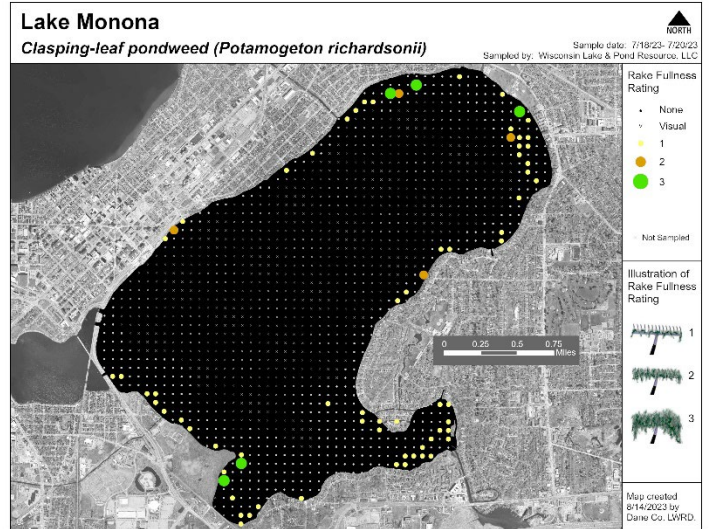 Lake Monona
Clasping-leaf pondweed (Potamogeton richardsonii)
NORTH
Sample date: 7/18/23- 7/20/23
Sampled by: Wisconsin Lake & Pond Resource, LLC
Rake Fullness
Rating
None
Visual
1
2
3
Not Sampled
Illustration of
Rake Fullness
Rating
1
2
3
0 0.25 0.5 0.75
Miles
Map created
8/14/2023 by
Dane Co. LWRD.